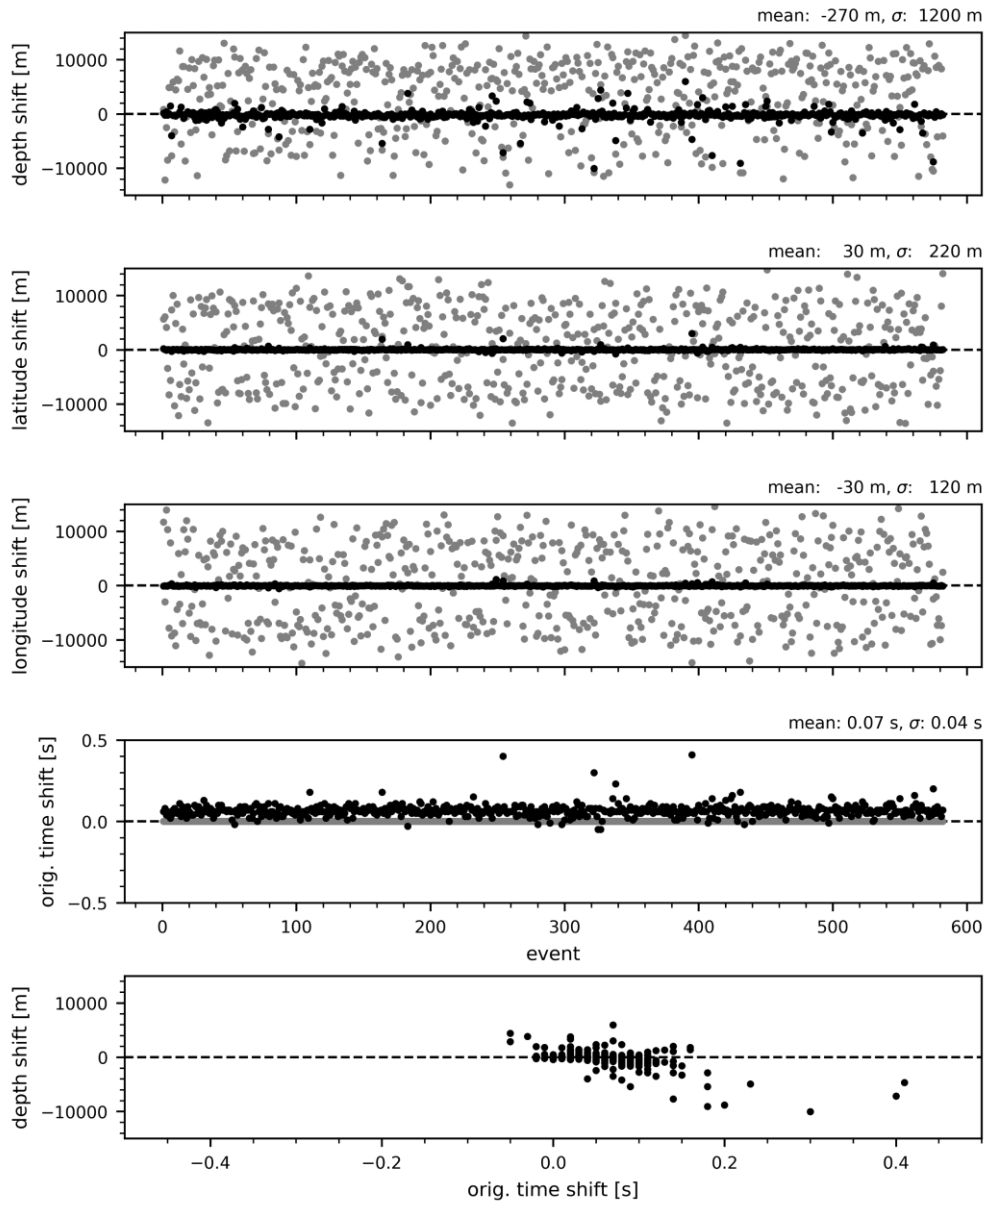 mean: -270 m, σ: 1200 m
depth shift [m]
10000
0
−10000
mean: 30 m, σ: 220 m
latitude shift [m]
10000
0
−10000
mean: -30 m, σ: 120 m
longitude shift [m]
10000
0
−10000
mean: 0.07 s, σ: 0.04 s
orig. time shift [s]
0.5
0.0
−0.5
0 100 200 300 400 500 600
event
depth shift [m]
10000
0
−10000
−0.4 −0.2 0.0 0.2 0.4
orig. time shift [s]